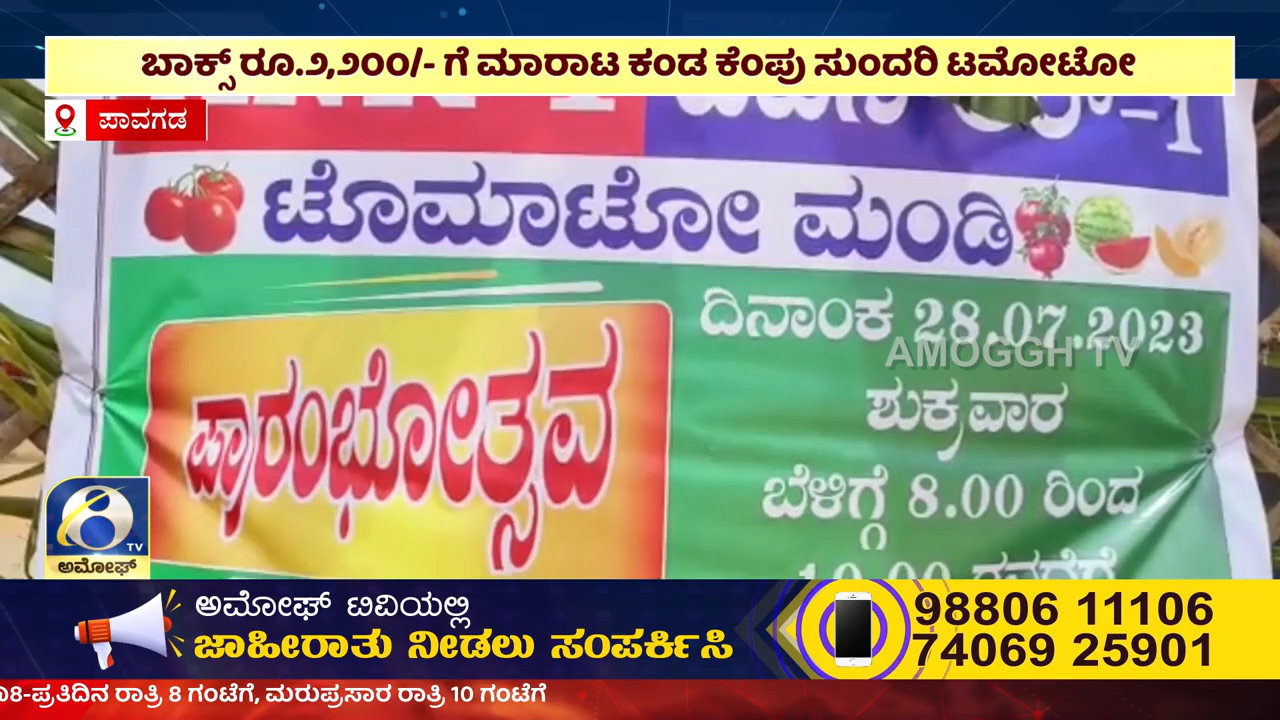 ಬಾಕ್ಸ್ ರೂ.೨,೨೦೦/- ಗೆ ಮಾರಾಟ ಕಂಡ ಕೆಂಪು ಸುಂದರಿ ಟಮೋಟೋ
ಪಾವಗಡ
ಟೊಮಾಟೋ ಮಂಡಿ
ಪ್ರಾರಂಭೋತ್ಸವ
ದಿನಾಂಕ 28.07.2023
AMOGGH TV
ಶುಕ್ರವಾರ
ಬೆಳಿಗ್ಗೆ 8.00 ರಿಂದ
8 TV
ಅಮೋಘ್
ಅಮೋಘ್ ಟಿವಿಯಲ್ಲಿ
ಜಾಹೀರಾತು ನೀಡಲು ಸಂಪರ್ಕಿಸಿ
98806 11106
74069 25901
08-ಪ್ರತಿದಿನ ರಾತ್ರಿ 8 ಗಂಟೆಗೆ, ಮರುಪ್ರಸಾರ ರಾತ್ರಿ 10 ಗಂಟೆಗೆ